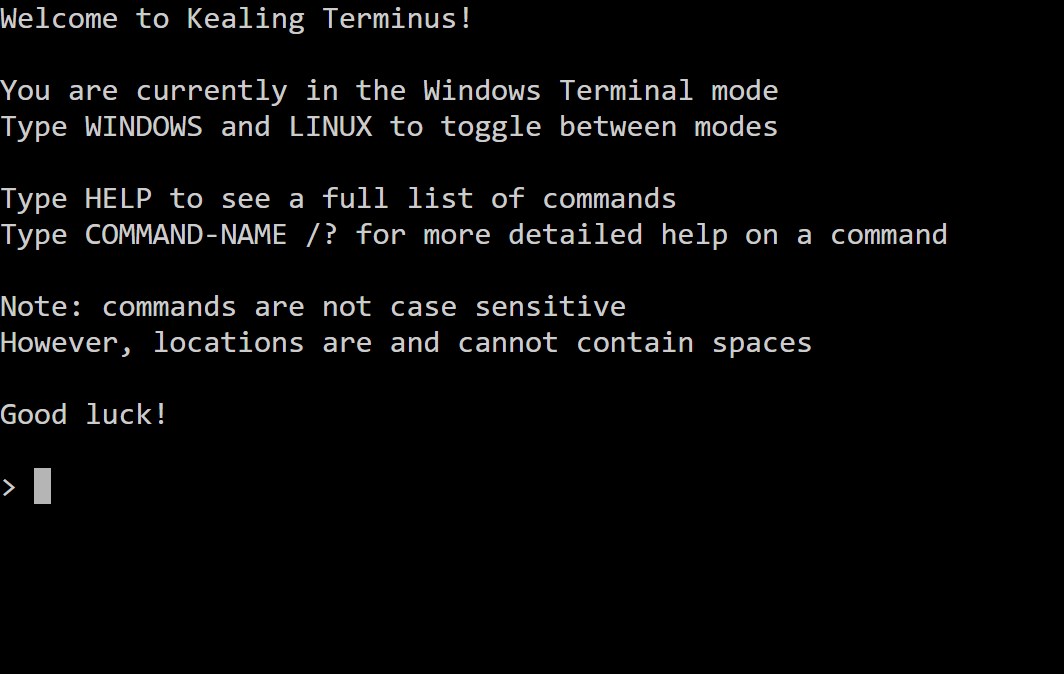 Welcome to Kealing Terminus!
You are currently in the Windows Terminal mode
Type WINDOWS and LINUX to toggle between modes
Type HELP to see a full list of commands
Type COMMAND-NAME /? for more detailed help on a command
Note: commands are not case sensitive
However, locations are and cannot contain spaces
Good luck!
>